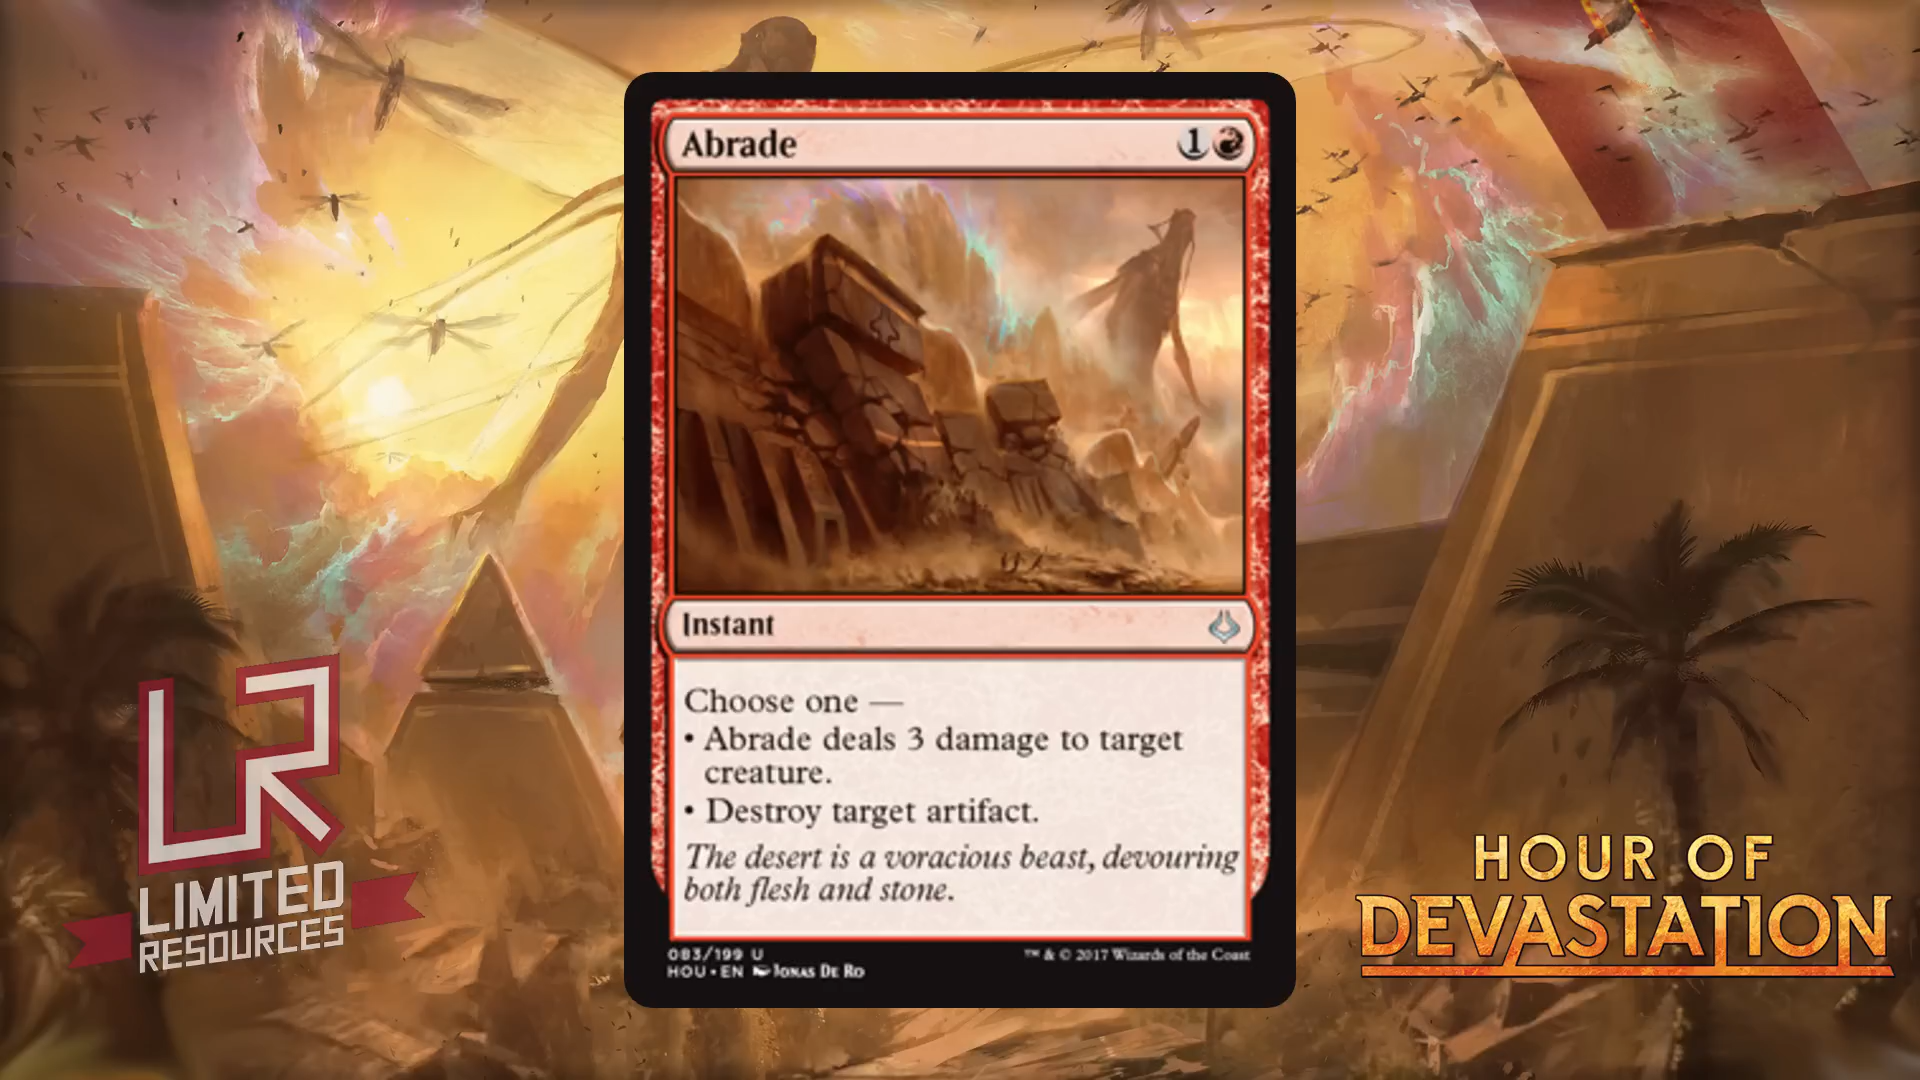 Abrade
1
Instant
Choose one —
• Abrade deals 3 damage to target
creature.
• Destroy target artifact.
The desert is a voracious beast, devouring
both flesh and stone.
083/199 U
HOU • EN Jonas De Ro
™ & © 2017 Wizards of the Coast
LR
LIMITED
RESOURCES
HOUR OF
DEVASTATION